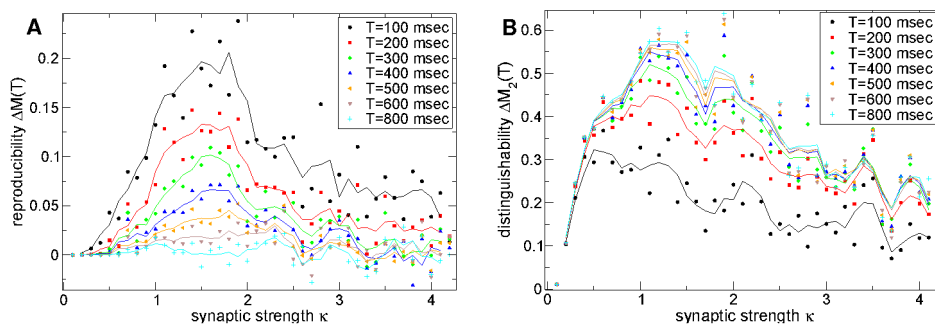 A
T=100 msec
T=200 msec
T=300 msec
T=400 msec
T=500 msec
T=600 msec
T=800 msec
reproducibility ΔM(T)
0.2
0.15
0.1
0.05
0
0 1 2 3 4
synaptic strength κ
B
T=100 msec
T=200 msec
T=300 msec
T=400 msec
T=500 msec
T=600 msec
T=800 msec
distinguishability ΔM₂(T)
0.6
0.5
0.4
0.3
0.2
0.1
0
0 1 2 3 4
synaptic strength κ